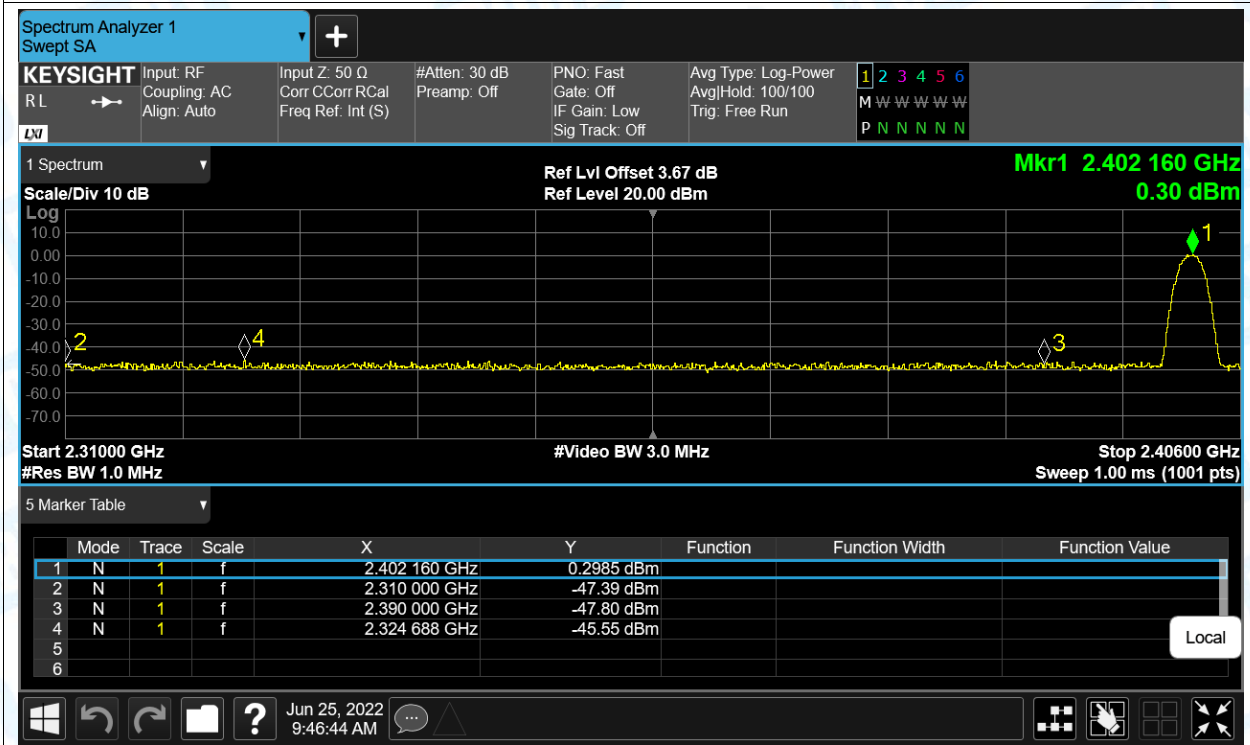 Spectrum Analyzer 1
Swept SA
KEYSIGHT
R L
LXI
Input: RF
Coupling: AC
Align: Auto
Input Z: 50 Ω
Corr CCorr RCal
Freq Ref: Int (S)
#Atten: 30 dB
Preamp: Off
PNO: Fast
Gate: Off
IF Gain: Low
Sig Track: Off
Avg Type: Log-Power
Avg|Hold: 100/100
Trig: Free Run
1 2 3 4 5 6
M W W W W W
P N N N N N
1 Spectrum
Scale/Div 10 dB
Ref Lvl Offset 3.67 dB
Ref Level 20.00 dBm
Mkr1 2.402 160 GHz
0.30 dBm
Log
10.0
0.00
-10.0
-20.0
-30.0
-40.0
-50.0
-60.0
-70.0
1
2
4
3
Start 2.31000 GHz
#Res BW 1.0 MHz
#Video BW 3.0 MHz
Stop 2.40600 GHz
Sweep 1.00 ms (1001 pts)
5 Marker Table
Mode Trace Scale X Y Function Function Width Function Value
1 N 1 f 2.402 160 GHz 0.2985 dBm
2 N 1 f 2.310 000 GHz -47.39 dBm
3 N 1 f 2.390 000 GHz -47.80 dBm
4 N 1 f 2.324 688 GHz -45.55 dBm
5
6
Local
?
Jun 25, 2022
9:46:44 AM